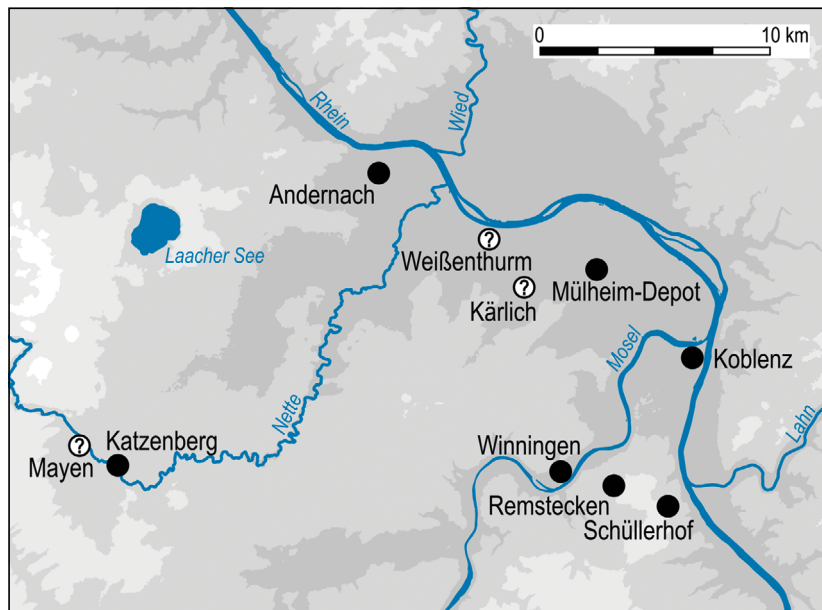 0
10 km
Rhein
Wied
Andernach
Laacher See
?
Weißenthurm
?
Kärlich
Mülheim-Depot
Mosel
Koblenz
Nette
Lahn
?
Mayen
Katzenberg
Winningen
Remstecken
Schüllerhof